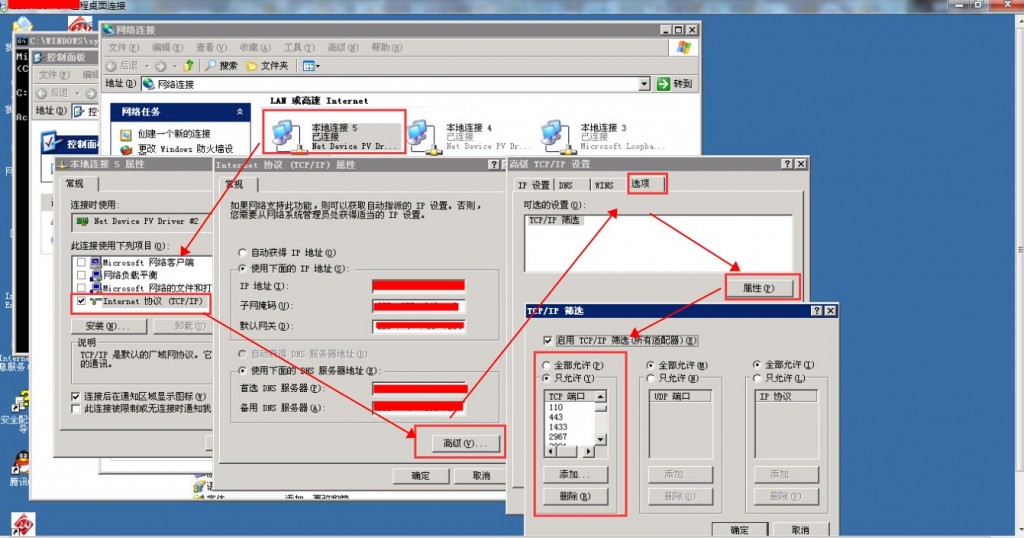 程桌面连接
C:\WINDOWS\sy
控制面板
文件(F)
编辑
后退
地址(D)
控制面
网络连接
文件(F) 编辑(E) 查看(V) 收藏(A) 工具(T) 高级(N) 帮助(H)
后退 搜索 文件夹
地址(D) 网络连接 转到
网络任务
创建一个新的连接
更改 Windows 防火墙设
LAN 或高速 Internet
本地连接 5
已连接
Net Device PV Dr...
本地连接 4
已连接
Net Device PV Dr...
本地连接 3
已连接
Microsoft Loopba...
本地连接 5 属性
常规
连接时使用:
Net Device PV Driver #2
此连接使用下列项目(O):
Microsoft 网络客户端
网络负载平衡
Microsoft 网络的文件和打
Internet 协议 (TCP/IP)
安装(N)... 卸载(U)
说明
TCP/IP 是默认的广域网协议。它
的通讯。
连接后在通知区域显示图标(W)
此连接被限制或无连接时通知我
Internet 协议 (TCP/IP) 属性
常规
如果网络支持此功能,则可以获取自动指派的 IP 设置。否则,
您需要从网络系统管理员处获得适当的 IP 设置。
自动获得 IP 地址(O)
使用下面的 IP 地址(S):
IP 地址(I):
子网掩码(U):
默认网关(D):
自动获得 DNS 服务器地址(B)
使用下面的 DNS 服务器地址(E):
首选 DNS 服务器(P):
备用 DNS 服务器(A):
高级(V)...
确定 取消
高级 TCP/IP 设置
IP 设置 DNS WINS 选项
可选的设置(O):
TCP/IP 筛选
属性(P)
TCP/IP 筛选
启用 TCP/IP 筛选(所有适配器)(E)
全部允许(P)
只允许(O)
TCP 端口
110
443
1433
2967
添加...
删除(R)
全部允许(M)
只允许(N)
UDP 端口
添加...
删除(D)
全部允许(I)
只允许(L)
IP 协议
添加...
删除(V)
确定 取消
Internet
息服务
安全配
导
腾讯